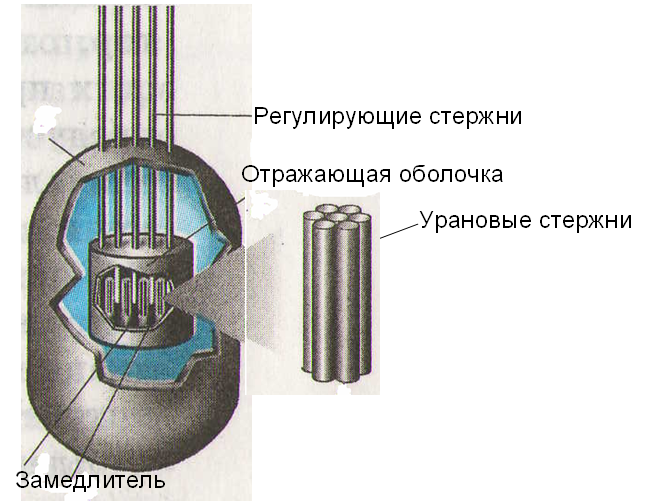 Регулирующие стержни
Отражающая оболочка
Урановые стержни
Замедлитель